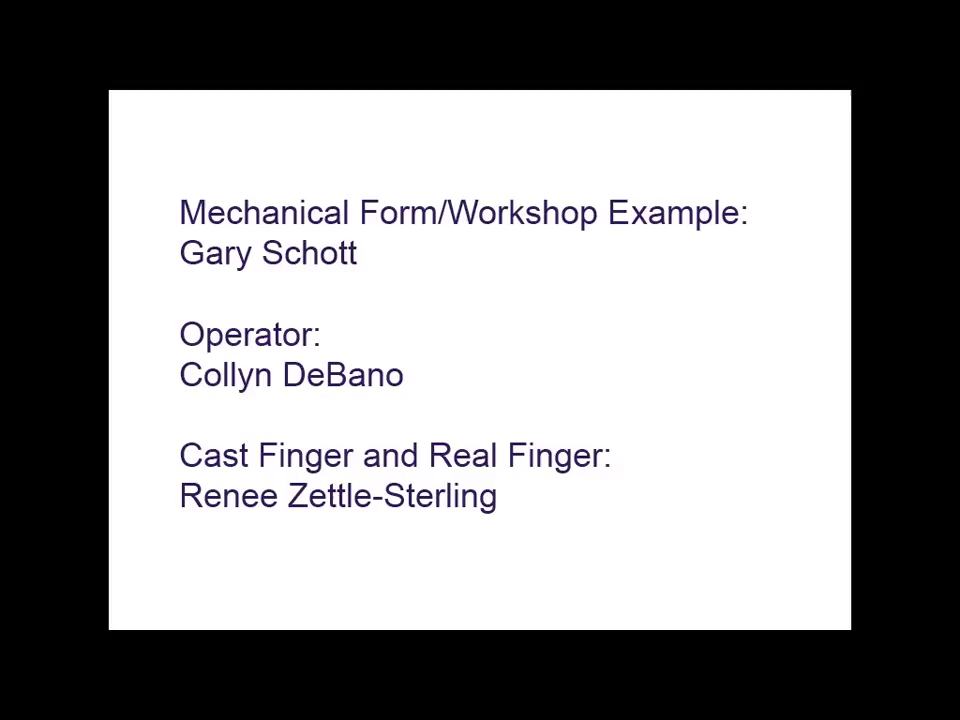 Mechanical Form/Workshop Example:
Gary Schott
Operator:
Collyn DeBano
Cast Finger and Real Finger:
Renee Zettle-Sterling